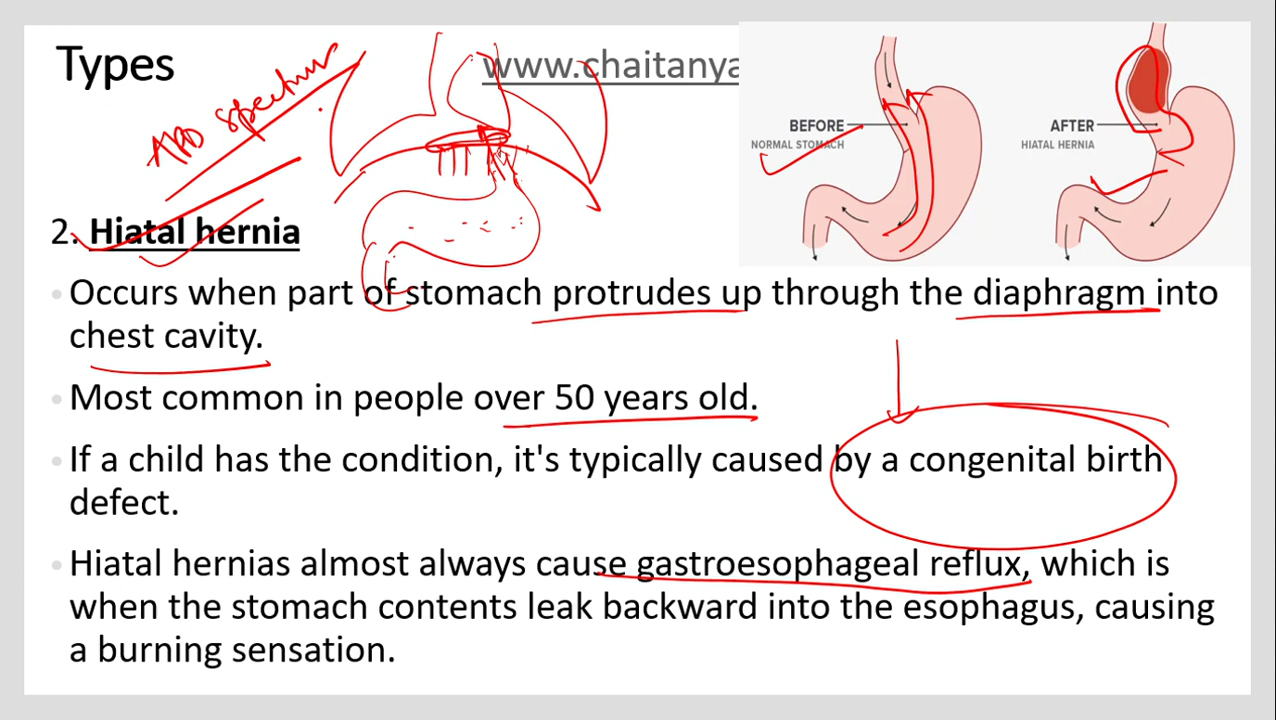 Types
www.chaitanya
BEFORE
NORMAL STOMACH
AFTER
HIATAL HERNIA
ABD spectrum
2. Hiatal hernia
• Occurs when part of stomach protrudes up through the diaphragm into
chest cavity.
• Most common in people over 50 years old.
• If a child has the condition, it's typically caused by a congenital birth
defect.
• Hiatal hernias almost always cause gastroesophageal reflux, which is
when the stomach contents leak backward into the esophagus, causing
a burning sensation.